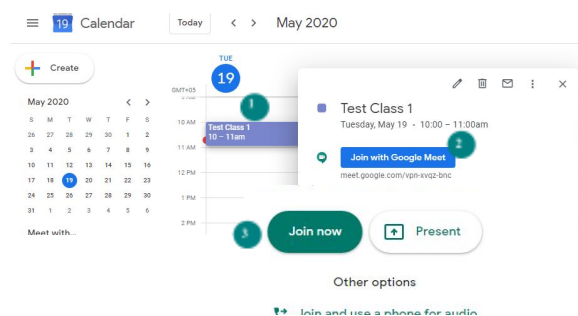 19 Calendar Today < > May 2020
+ Create
May 2020 < >
S M T W T F S
26 27 28 29 30 1 2
3 4 5 6 7 8 9
10 11 12 13 14 15 16
17 18 19 20 21 22 23
24 25 26 27 28 29 30
31 1 2 3 4 5 6
Meet with...
TUE
19
GMT+05
1
10 AM
Test Class 1
10 – 11am
11 AM
12 PM
1 PM
2 PM
Test Class 1
Tuesday, May 19 · 10:00 – 11:00am
2
Join with Google Meet
meet.google.com/vpn-xvqz-bnc
3
Join now
Present
Other options
Join and use a phone for audio